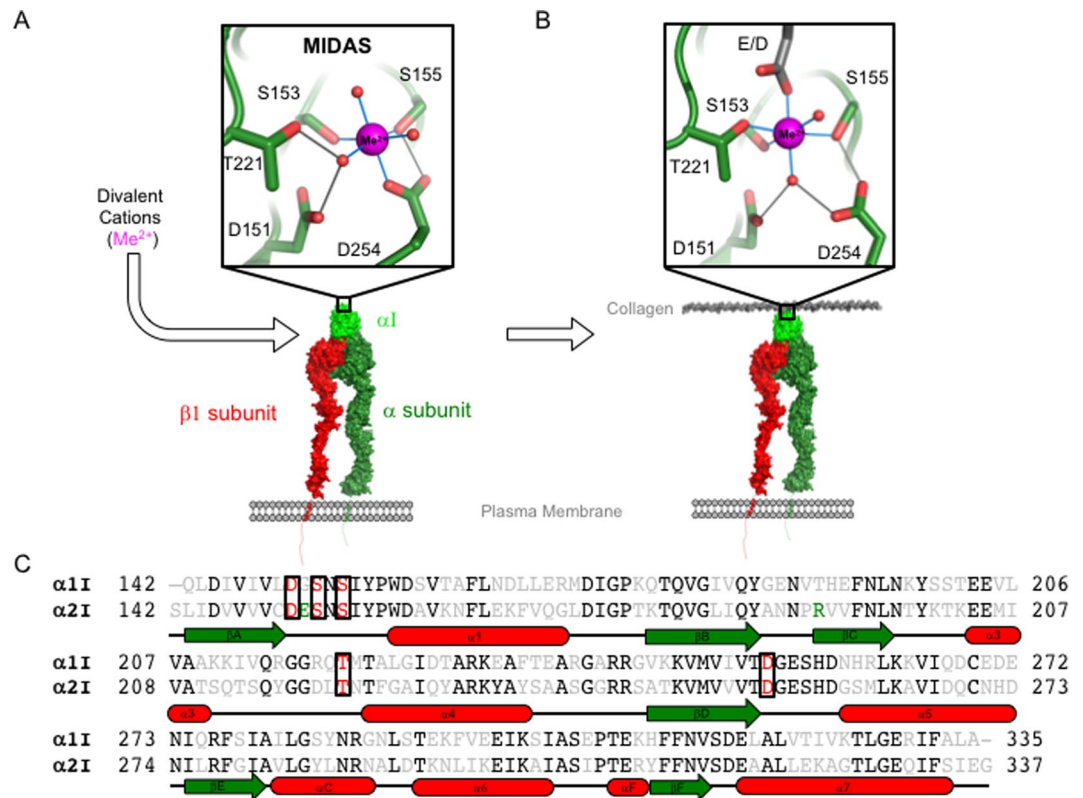 A
B
MIDAS
S155
S153
Me²⁺
T221
D151
D254
E/D
S155
S153
Me²⁺
T221
D151
D254
Divalent
Cations
(Me²⁺)
αI
Collagen
β1 subunit
α subunit
Plasma Membrane
C
α1I 142 –QLDIVIVLDGSNSIYPWDSVTAFLNDLLERMDIGPKQTQVGIVQYGENVTHEFNLNKYSSTEEVL 206
α2I 142 SLIDVVVVCDESNSIYPWDAVKNFLEKFVQGLDIGPTKTQVGLIQYANNPRVVFNLNTYKTKEEMI 207
βA α1 βB βC α3
α1I 207 VAAKKIVQRGGRQTMTALGIDTARKEAFTEARGARRGVKKVMVIVTDGESHDNHRLKKVIQDCEDE 272
α2I 208 VATSQTSQYGGDITNTFGAIQYARKYAYSAASGGRRSATKVMVVVTDGESHDGSMLKAVIDQCNHD 273
α3 α4 βD α5
α1I 273 NIQRFSIAILGSYNRGNLSTEKFVEEIKSIASEPTEKHFFNVSDELALVTIVKTLGERIFALA– 335
α2I 274 NILRFGIAVLGYLNRNALDTKNLIKEIKAIASIPTERYFFNVSDEAALLEKAGTLGEQIFSIEG 337
βE αC α6 αF βF α7